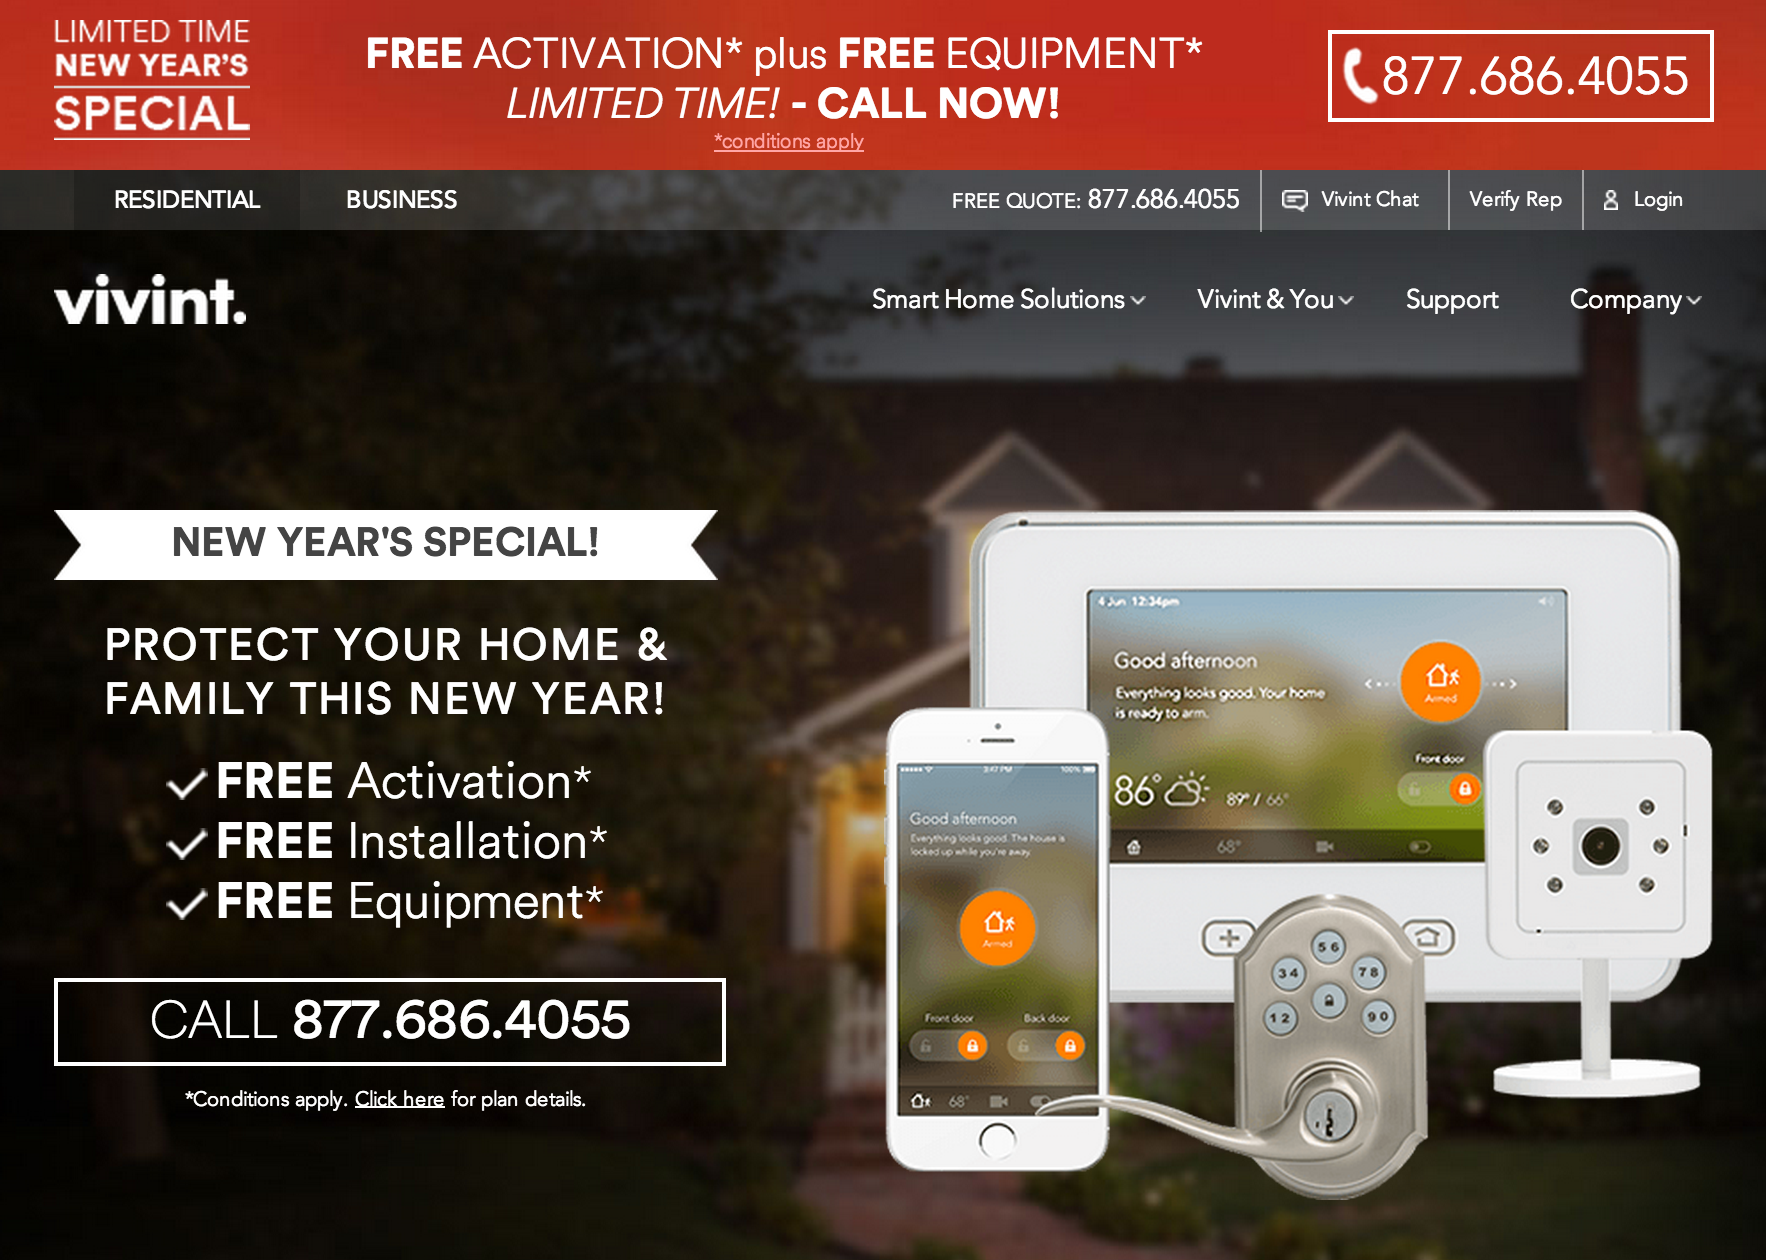 LIMITED TIME
NEW YEAR'S
SPECIAL
FREE ACTIVATION* plus FREE EQUIPMENT*
LIMITED TIME! - CALL NOW!
*conditions apply
877.686.4055
RESIDENTIAL
BUSINESS
FREE QUOTE: 877.686.4055
Vivint Chat
Verify Rep
Login
vivint.
Smart Home Solutions
Vivint & You
Support
Company
NEW YEAR'S SPECIAL!
PROTECT YOUR HOME &
FAMILY THIS NEW YEAR!
FREE Activation*
FREE Installation*
FREE Equipment*
CALL 877.686.4055
*Conditions apply. Click here for plan details.
4 Jun 12:34pm
Good afternoon
Everything looks good. Your home
is ready to arm.
Armed
Front door
86° 89° / 66°
68°
3:47 PM
100%
Good afternoon
Everything looks good. The house is
locked up while you're away.
Armed
Front door
Back door
68°
5 6
3 4
7 8
1 2
9 0